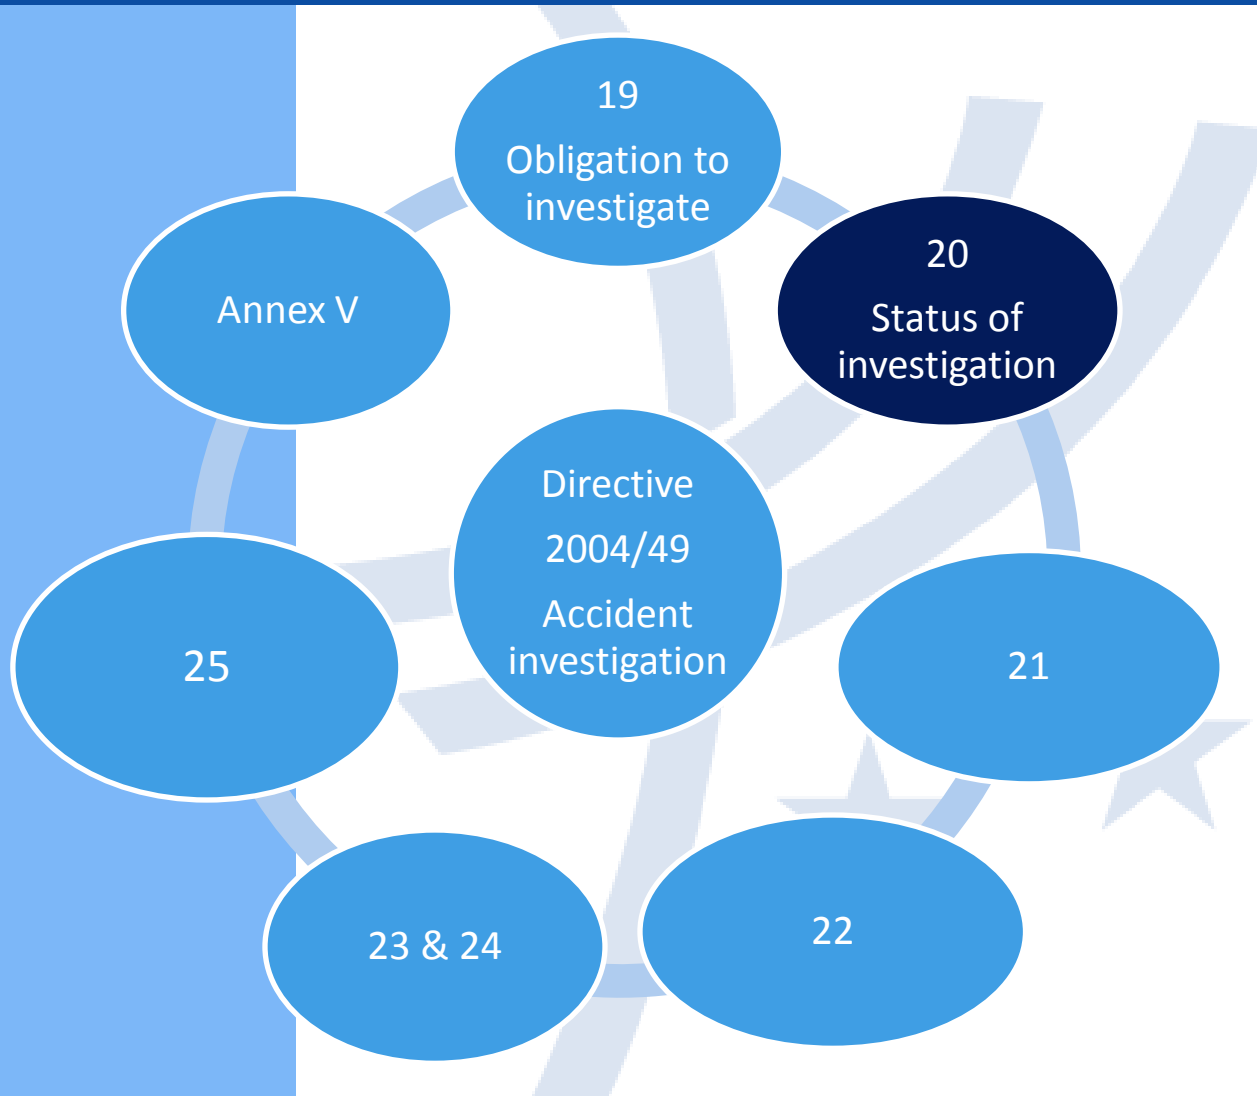 19
Obligation to
investigate
20
Status of
investigation
Annex V
Directive
2004/49
Accident
investigation
25
21
23 & 24
22